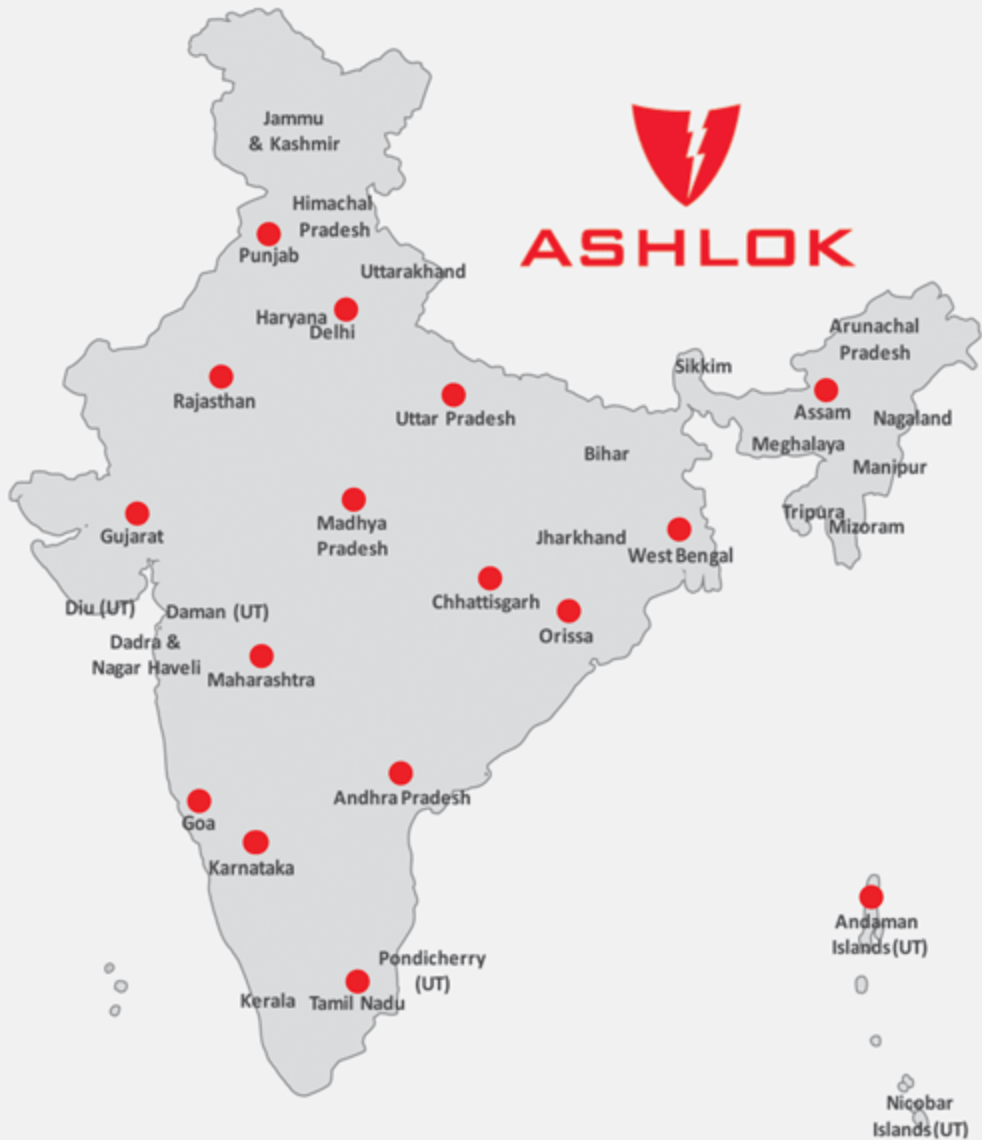 Jammu
& Kashmir
ASHLOK
Himachal
Pradesh
Punjab
Uttarakhand
Haryana
Delhi
Arunachal
Pradesh
Sikkim
Rajasthan
Uttar Pradesh
Assam
Nagaland
Meghalaya
Bihar
Manipur
Gujarat
Madhya
Pradesh
Jharkhand
West Bengal
Tripura
Mizoram
Chhattisgarh
Orissa
Diu (UT)
Daman (UT)
Dadra &
Nagar Haveli
Maharashtra
Andhra Pradesh
Goa
Karnataka
Andaman
Islands (UT)
Pondicherry
(UT)
Kerala
Tamil Nadu
Nicobar
Islands (UT)